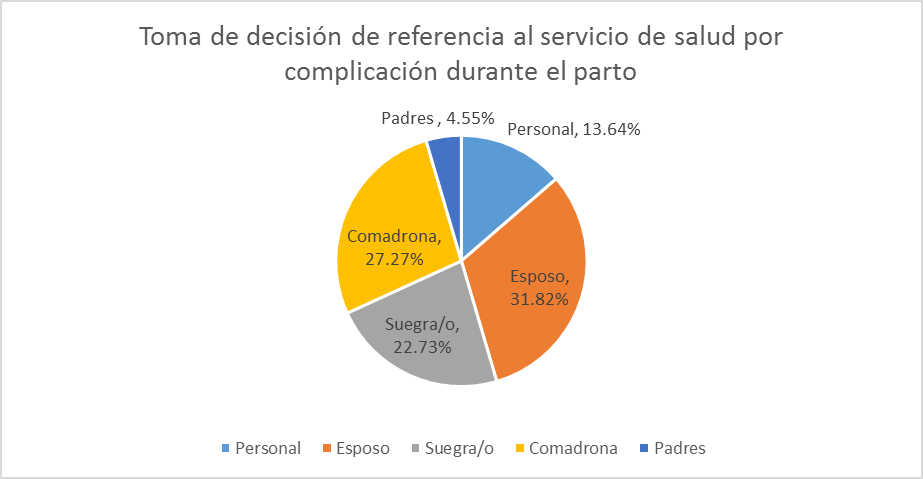 Toma de decisión de referencia al servicio de salud por
complicación durante el parto
Padres , 4.55%
Personal, 13.64%
Comadrona,
27.27%
Esposo,
31.82%
Suegra/o,
22.73%
Personal
Esposo
Suegra/o
Comadrona
Padres